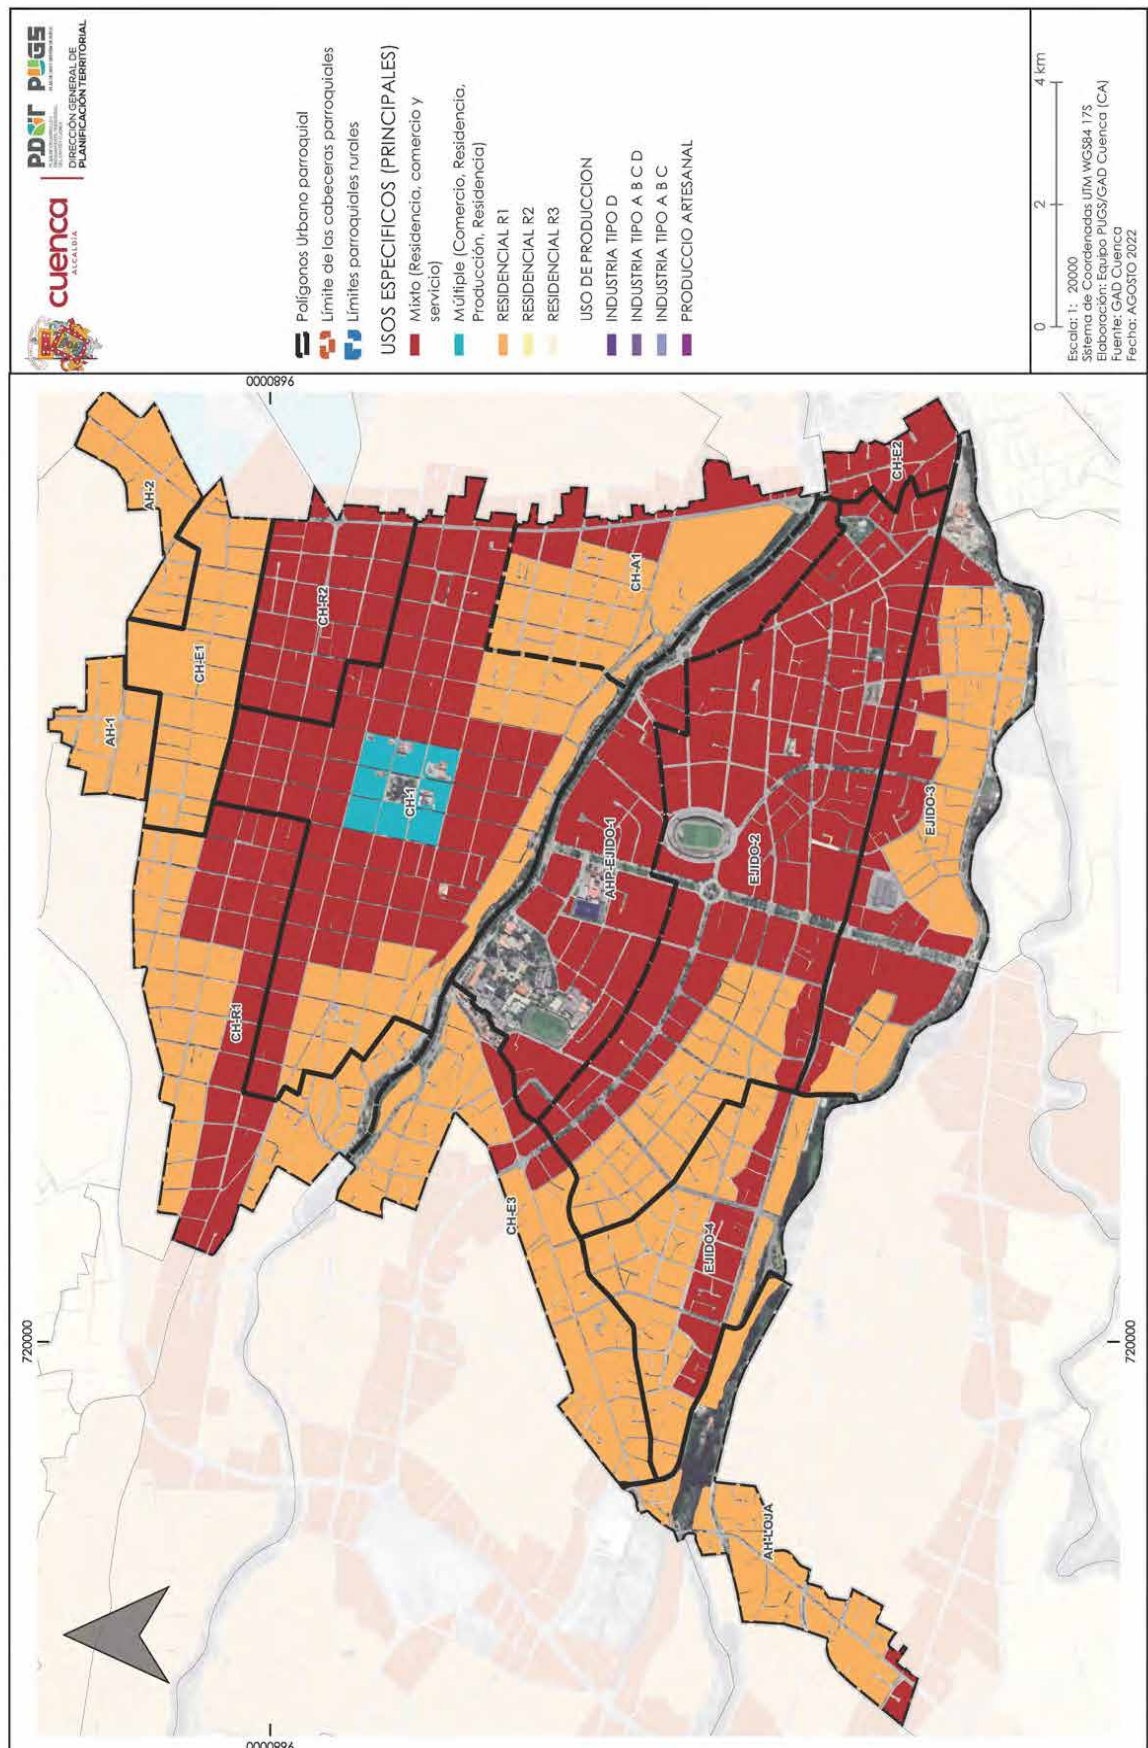 cuenca
ALCALDÍA
PDOT PUGS
DIRECCIÓN GENERAL DE
PLANIFICACIÓN TERRITORIAL
Polígonos Urbano parroquial
Límite de las cabeceras parroquiales
Límites parroquiales rurales
USOS ESPECIFICOS (PRINCIPALES)
Mixto (Residencia, comercio y
servicio)
Múltiple (Comercio, Residencia,
Producción, Residencia)
RESIDENCIAL R1
RESIDENCIAL R2
RESIDENCIAL R3
USO DE PRODUCCION
INDUSTRIA TIPO D
INDUSTRIA TIPO A B C D
INDUSTRIA TIPO A B C
PRODUCCIO ARTESANAL
0 2 4 km
Escala: 1: 20000
Sistema de Coordenadas UTM WGS84 17S
Elaboración: Equipo PUGS/GAD Cuenca (CA)
Fuente: GAD Cuenca
Fecha: AGOSTO 2022
720000
9680000
AH-2
AH-1
CH-E1
CH-R2
CH-R1
CH-1
CH-A1
CH-E2
CH-E3
AHP-EJIDO-1
EJIDO-2
EJIDO-3
EJIDO-4
AH-LOJA
9680000
720000